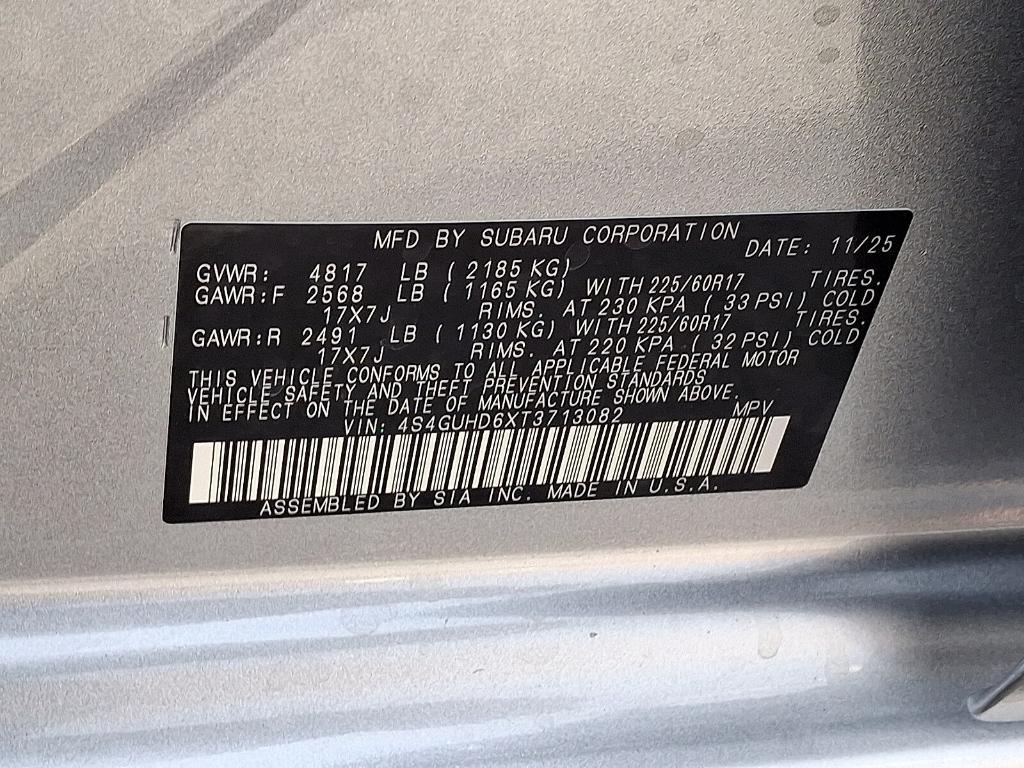 MFD BY SUBARU CORPORATION DATE: 11/25
GVWR: 4817 LB (2185 KG)
GAWR:F 2568 LB (1165 KG) WITH 225/60R17 TIRES.
17X7J RIMS. AT 230 KPA (33 PSI) COLD
GAWR:R 2491 LB (1130 KG) WITH 225/60R17 TIRES.
17X7J RIMS. AT 220 KPA (32 PSI) COLD
THIS VEHICLE CONFORMS TO ALL APPLICABLE FEDERAL MOTOR
VEHICLE SAFETY AND THEFT PREVENTION STANDARDS
IN EFFECT ON THE DATE OF MANUFACTURE SHOWN ABOVE.
VIN: 4S4GUHD6XT3713082 MPV
ASSEMBLED BY SIA INC. MADE IN U.S.A.